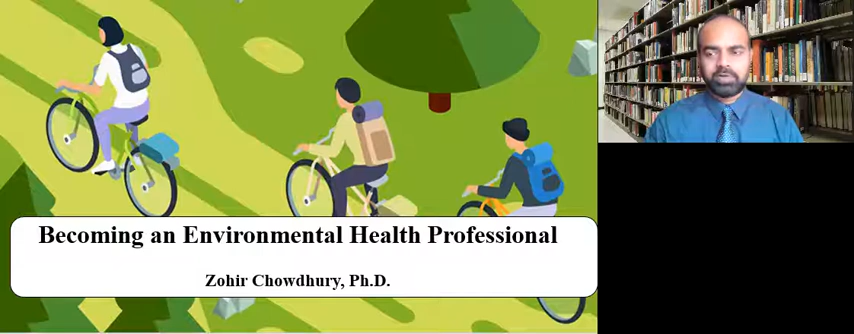 Becoming an Environmental Health Professional
Zohir Chowdhury, Ph.D.